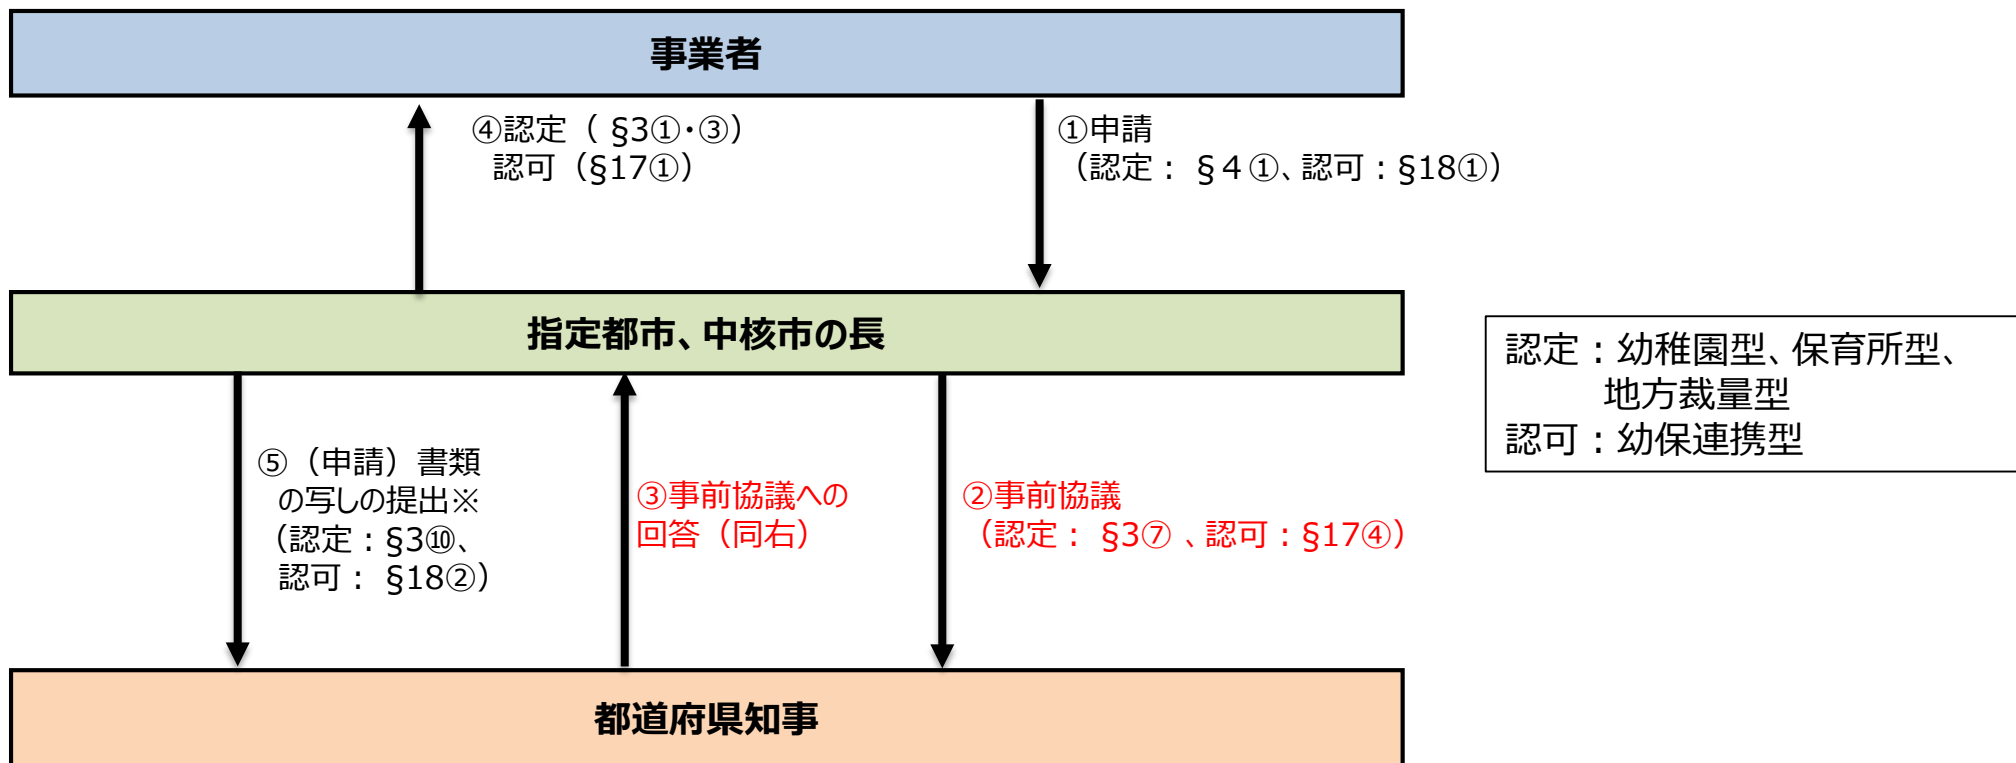 事業者
④認定（ §3①・③）
認可（§17①）
①申請
（認定： §４①、認可：§18①）
指定都市、中核市の長
認定：幼稚園型、保育所型、
地方裁量型
認可：幼保連携型
⑤（申請）書類
の写しの提出※
（認定：§3⑩、
認可： §18②）
③事前協議への
回答（同右）
②事前協議
（認定： §3⑦ 、認可：§17④）
都道府県知事